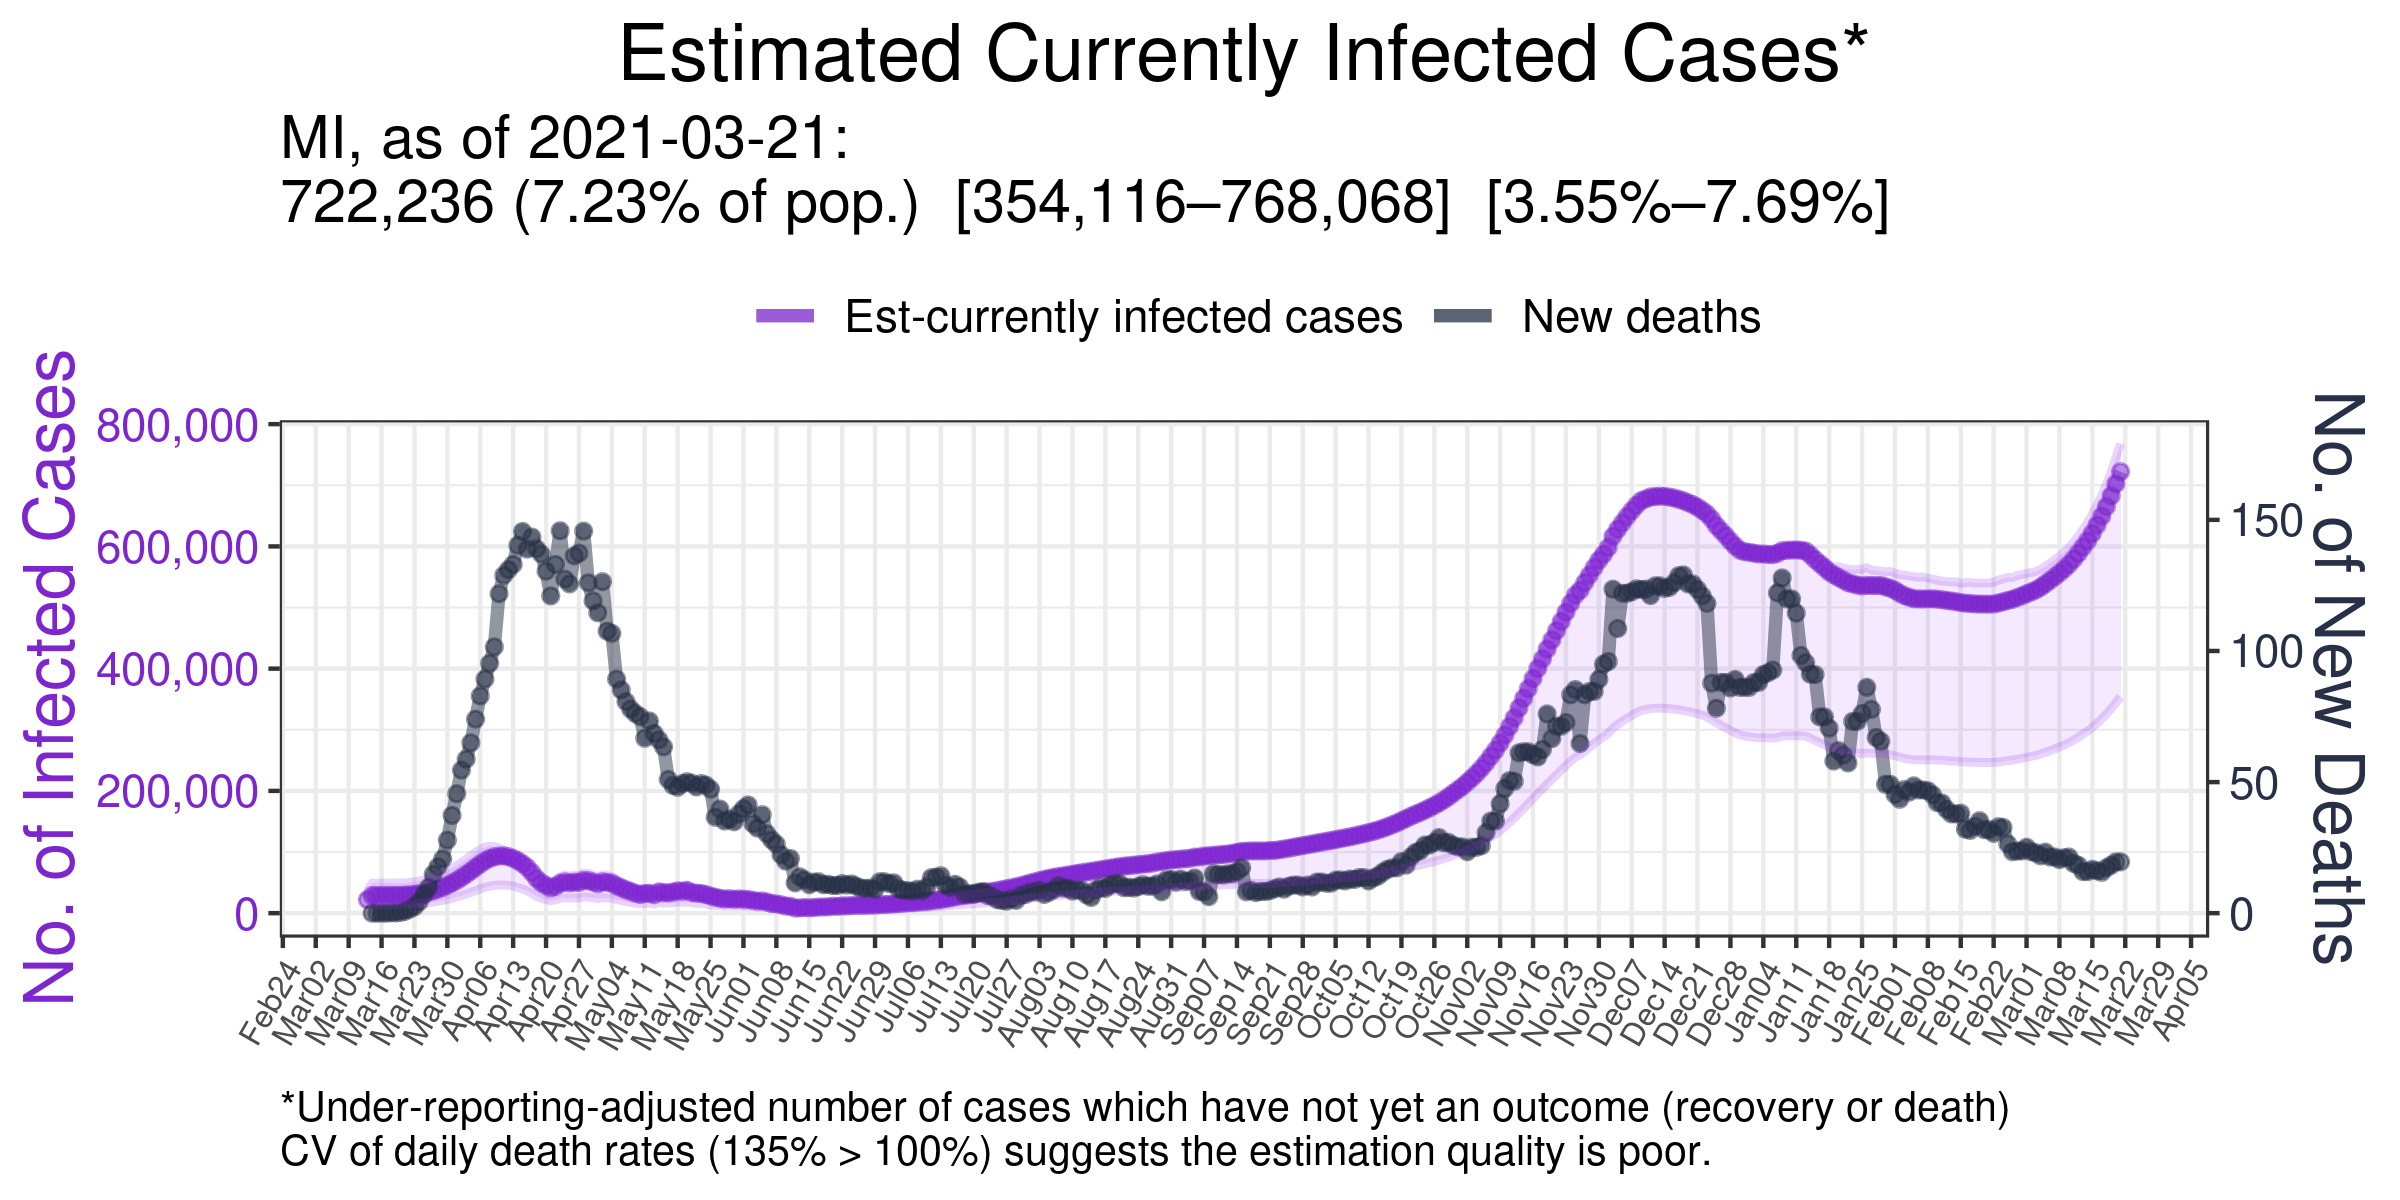 Estimated Currently Infected Cases*
MI, as of 2021-03-21:
722,236 (7.23% of pop.)  [354,116–768,068]  [3.55%–7.69%]
Est-currently infected cases
New deaths
No. of Infected Cases
800,000
600,000
400,000
200,000
0
No. of New Deaths
150
100
50
0
Feb24
Mar02
Mar09
Mar16
Mar23
Mar30
Apr06
Apr13
Apr20
Apr27
May04
May11
May18
May25
Jun01
Jun08
Jun15
Jun22
Jun29
Jul06
Jul13
Jul20
Jul27
Aug03
Aug10
Aug17
Aug24
Aug31
Sep07
Sep14
Sep21
Sep28
Oct05
Oct12
Oct19
Oct26
Nov02
Nov09
Nov16
Nov23
Nov30
Dec07
Dec14
Dec21
Dec28
Jan04
Jan11
Jan18
Jan25
Feb01
Feb08
Feb15
Feb22
Mar01
Mar08
Mar15
Mar22
Mar29
Apr05
*Under-reporting-adjusted number of cases which have not yet an outcome (recovery or death)
CV of daily death rates (135% > 100%) suggests the estimation quality is poor.